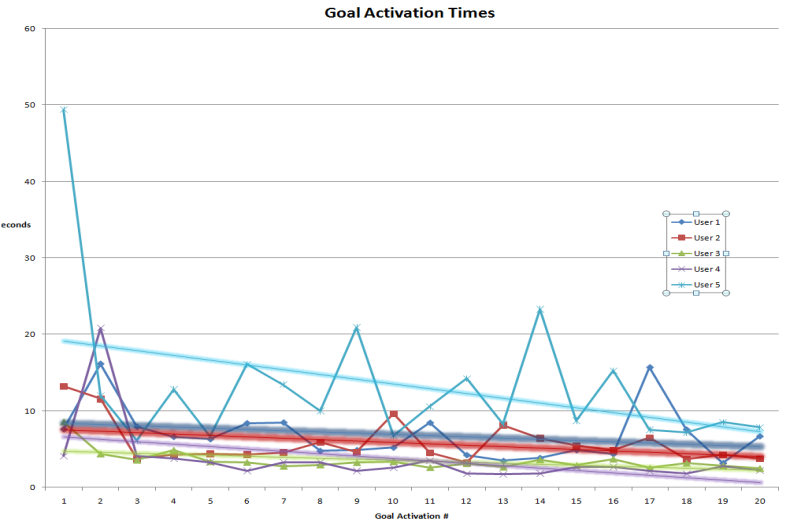 Goal Activation Times
60
50
40
30
20
10
0
econds
User 1
User 2
User 3
User 4
User 5
1 2 3 4 5 6 7 8 9 10 11 12 13 14 15 16 17 18 19 20
Goal Activation #